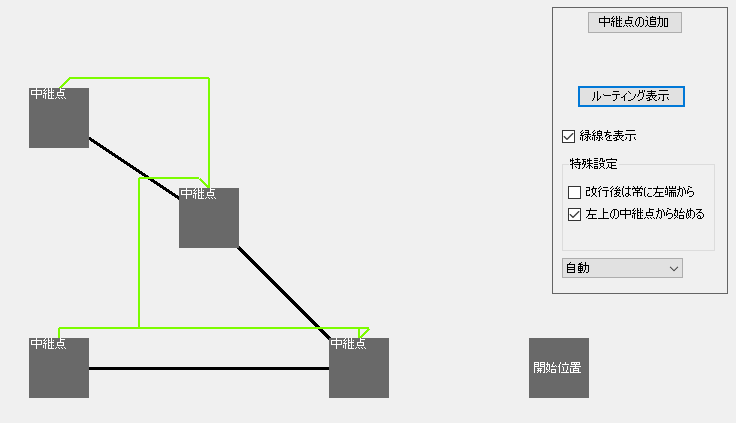 中継点の追加
ルーティング表示
緑線を表示
特殊設定
改行後は常に左端から
左上の中継点から始める
自動
中継点
中継点
中継点
中継点
開始位置